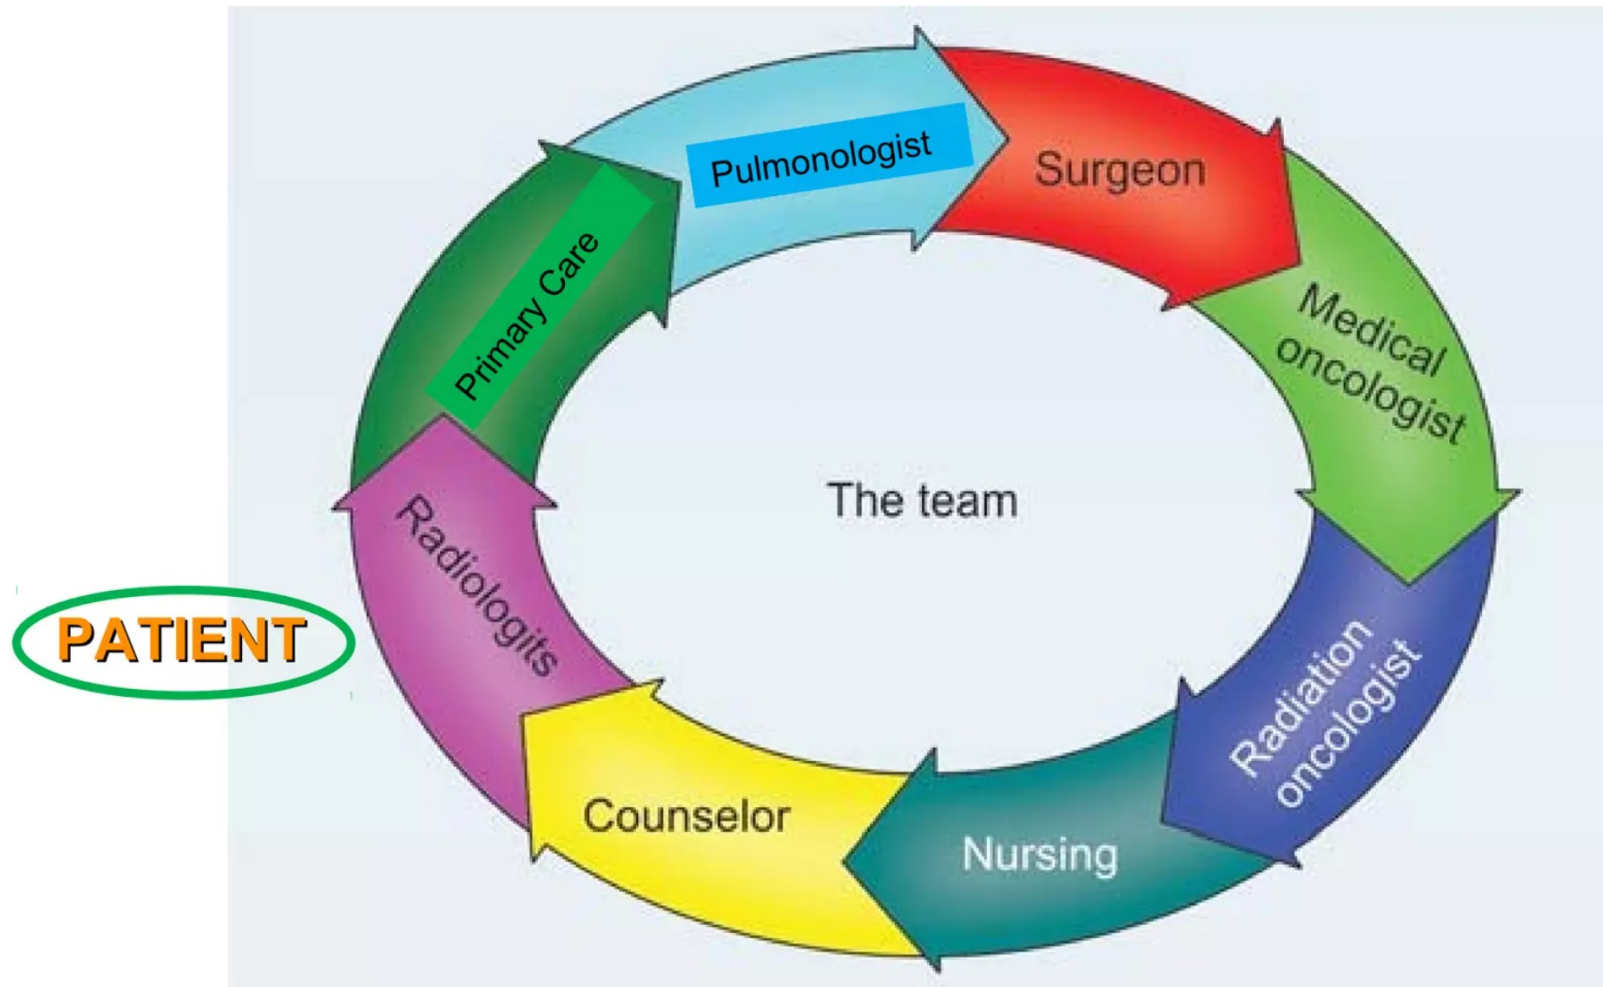 Pulmonologist
Surgeon
Primary Care
Medical
oncologist
The team
Radiologits
PATIENT
Radiation
oncologist
Counselor
Nursing